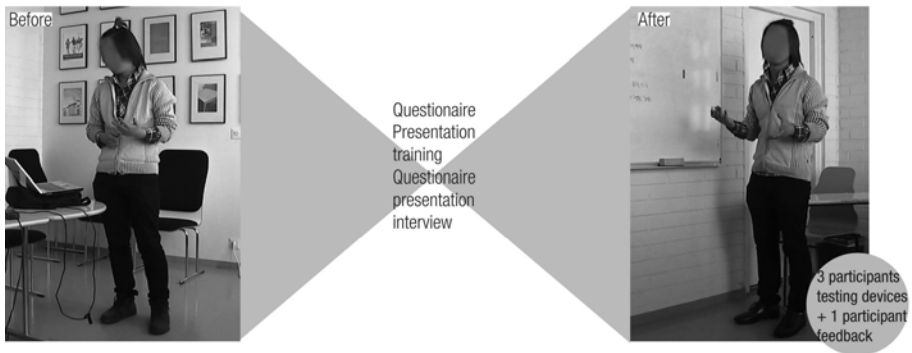 Before
After
Questionaire
Presentation
training
Questionaire
presentation
interview
3 participants
testing devices
+ 1 participant
feedback